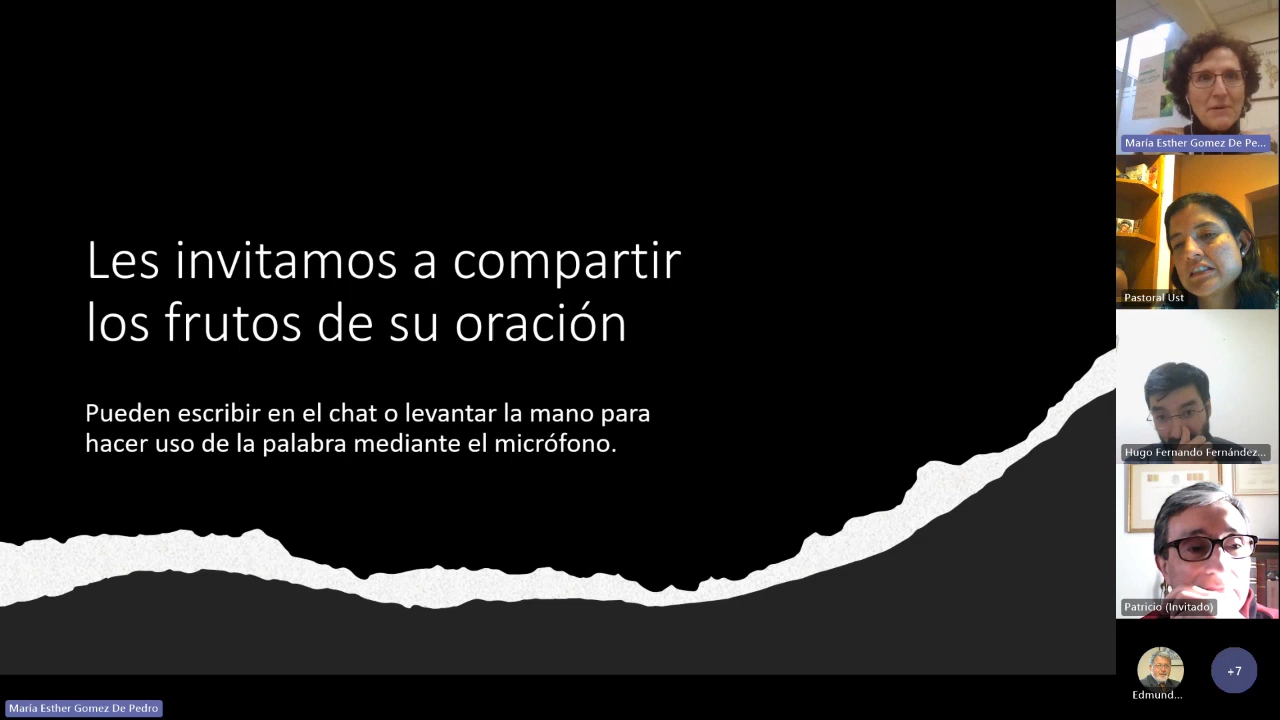 Les invitamos a compartir
los frutos de su oración
Pueden escribir en el chat o levantar la mano para
hacer uso de la palabra mediante el micrófono.
María Esther Gomez De Pe...
Pastoral Ust
Hugo Fernando Fernández...
Patricio (Invitado)
Edmund...
+7
María Esther Gomez De Pedro